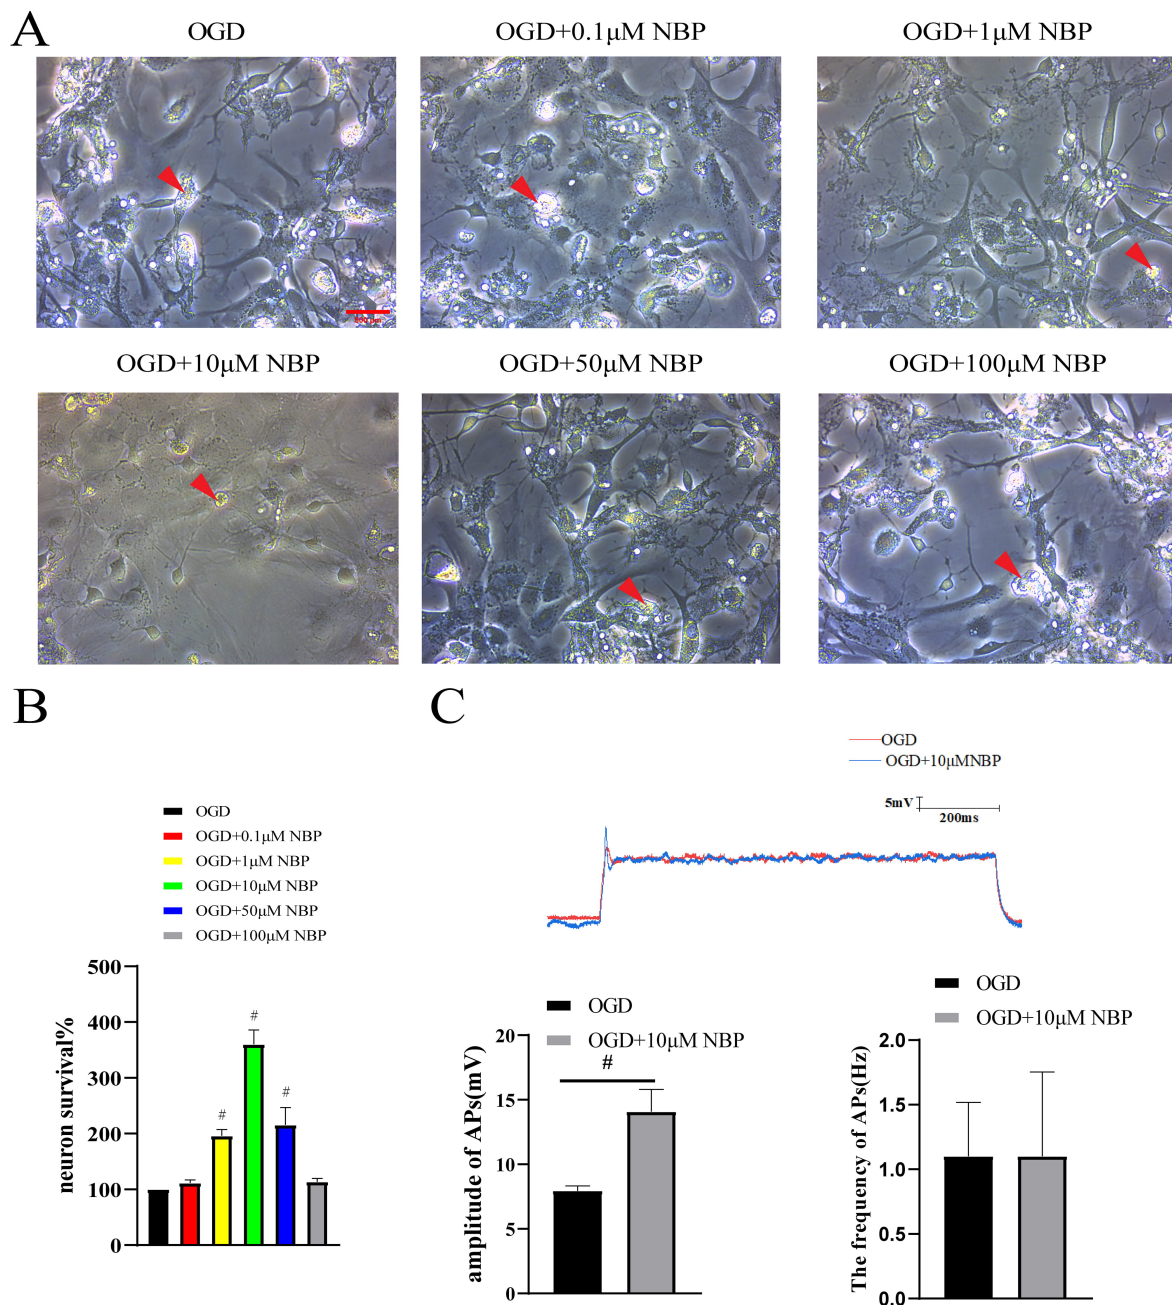 A
OGD
OGD+0.1μM NBP
OGD+1μM NBP
OGD+10μM NBP
OGD+50μM NBP
OGD+100μM NBP
B
OGD
OGD+0.1μM NBP
OGD+1μM NBP
OGD+10μM NBP
OGD+50μM NBP
OGD+100μM NBP
neuron survival%
500
400
300
200
100
0
#
#
#
C
OGD
OGD+10μMNBP
5mV
200ms
OGD
OGD+10μM NBP
amplitude of APs(mV)
20
15
10
5
0
#
OGD
OGD+10μM NBP
The frequency of APs(Hz)
2.0
1.5
1.0
0.5
0.0